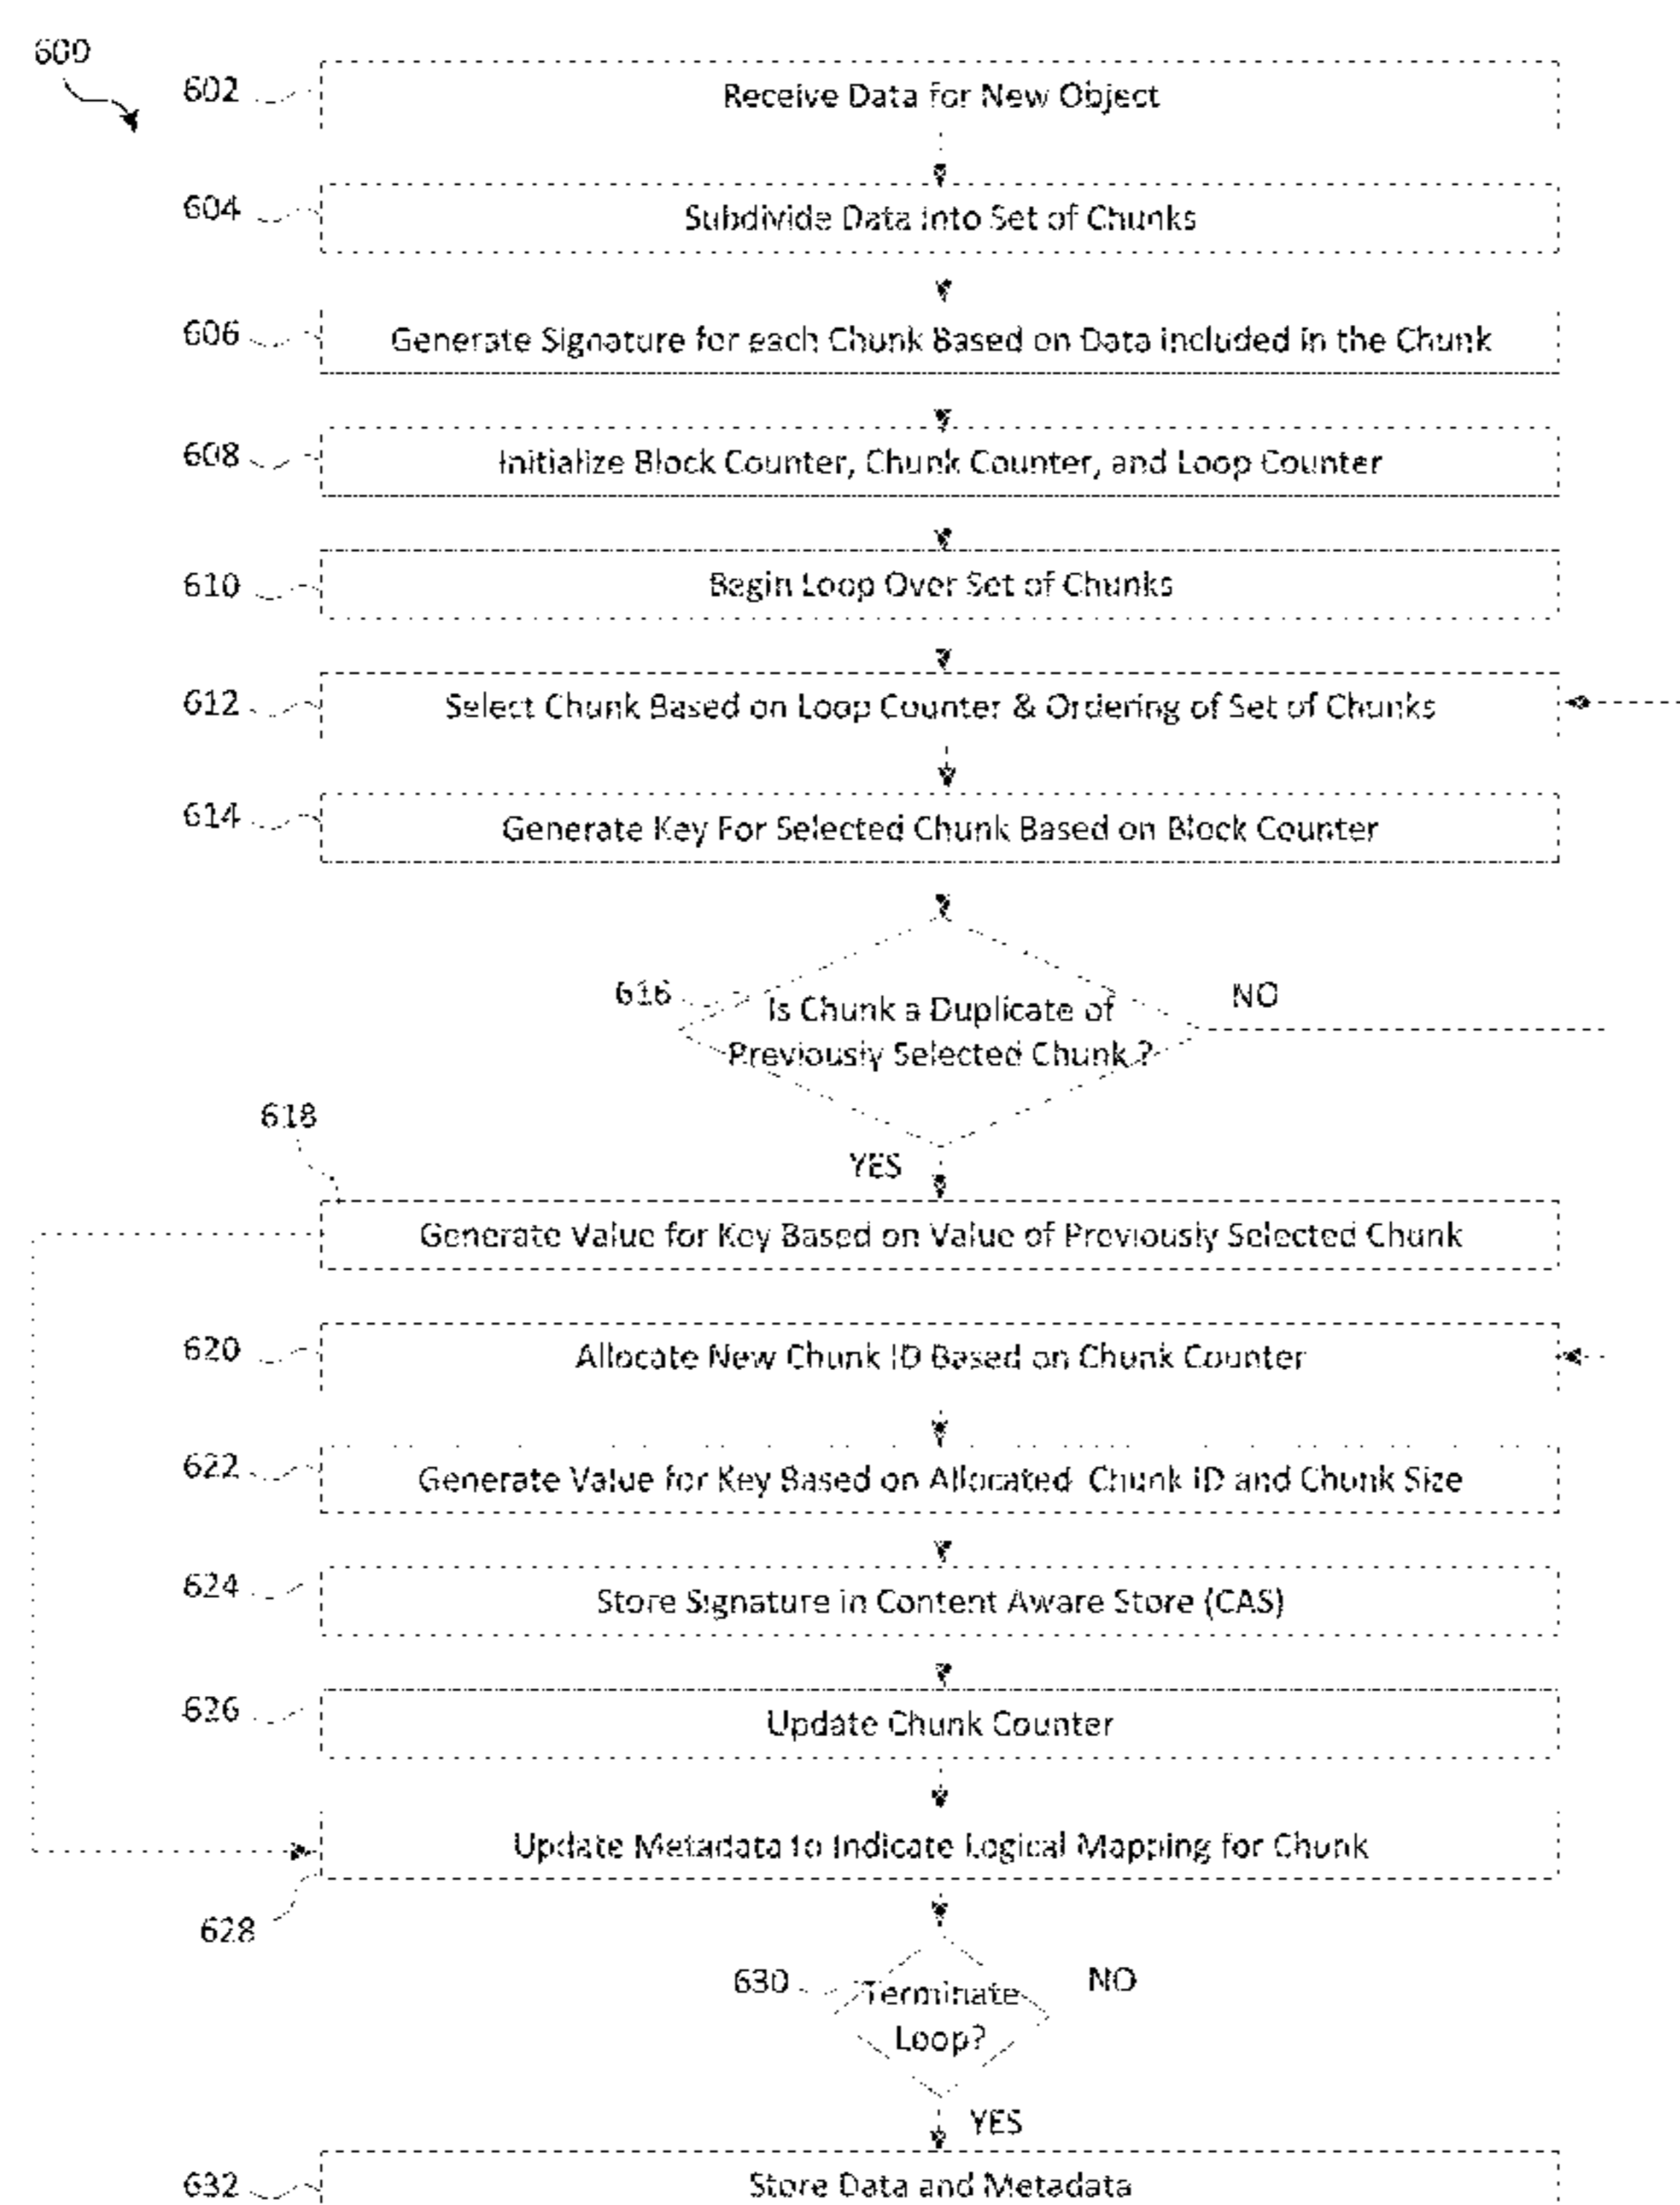 600
602 Receive Data for New Object
604 Subdivide Data into Set of Chunks
606 Generate Signature for each Chunk Based on Data included in the Chunk
608 Initialize Block Counter, Chunk Counter, and Loop Counter
610 Begin Loop Over Set of Chunks
612 Select Chunk Based on Loop Counter & Ordering of Set of Chunks
614 Generate Key For Selected Chunk Based on Block Counter
616 Is Chunk a Duplicate of
Previously Selected Chunk ?
NO
YES
618
Generate Value for Key Based on Value of Previously Selected Chunk
620 Allocate New Chunk ID Based on Chunk Counter
622 Generate Value for Key Based on Allocated Chunk ID and Chunk Size
624 Store Signature in Content Aware Store (CAS)
626 Update Chunk Counter
Update Metadata to Indicate Logical Mapping for Chunk
628
630 Terminate
Loop?
NO
YES
632 Store Data and Metadata